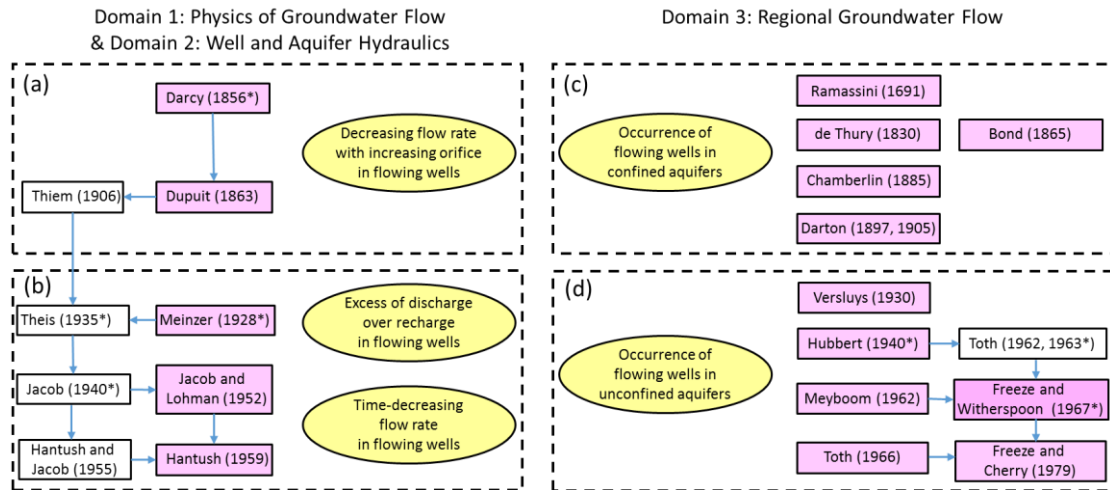 Domain 1: Physics of Groundwater Flow
& Domain 2: Well and Aquifer Hydraulics
Domain 3: Regional Groundwater Flow
(a)
Darcy (1856*)
Decreasing flow rate
with increasing orifice
in flowing wells
Thiem (1906)
Dupuit (1863)
(b)
Excess of discharge
over recharge
in flowing wells
Theis (1935*)
Meinzer (1928*)
Jacob (1940*)
Jacob and
Lohman (1952)
Time-decreasing
flow rate
in flowing wells
Hantush and
Jacob (1955)
Hantush (1959)
(c)
Ramassini (1691)
Occurrence of
flowing wells in
confined aquifers
de Thury (1830)
Bond (1865)
Chamberlin (1885)
Darton (1897, 1905)
(d)
Versluys (1930)
Hubbert (1940*)
Toth (1962, 1963*)
Occurrence of
flowing wells in
unconfined aquifers
Meyboom (1962)
Freeze and
Witherspoon (1967*)
Toth (1966)
Freeze and
Cherry (1979)